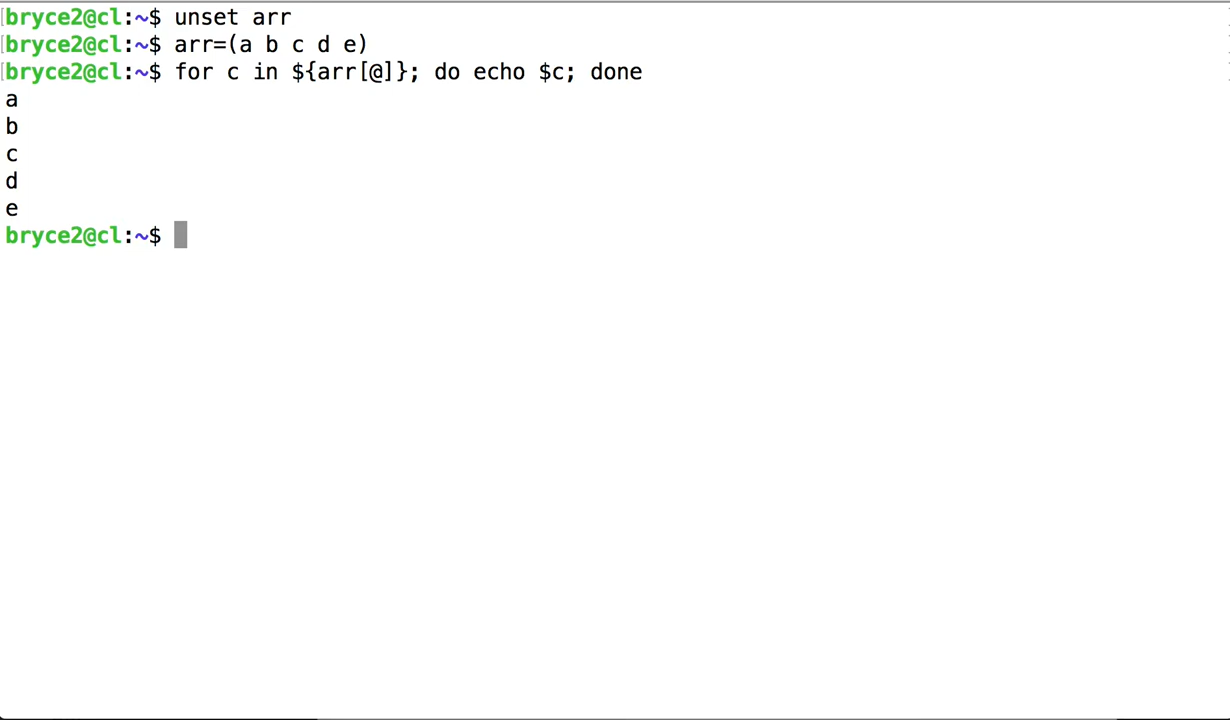 bryce2@cl:~$ unset arr
bryce2@cl:~$ arr=(a b c d e)
bryce2@cl:~$ for c in ${arr[@]}; do echo $c; done
a
b
c
d
e
bryce2@cl:~$